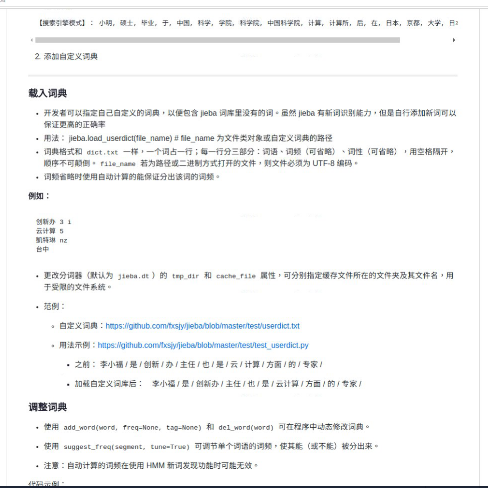 【搜索引擎模式】： 小明, 硕士, 毕业, 于, 中国, 科学, 学院, 科学院, 中国科学院, 计算, 计算所, 后, 在, 日本, 京都, 大学, 日
2. 添加自定义词典
载入词典
• 开发者可以指定自己自定义的词典，以便包含 jieba 词库里没有的词。虽然 jieba 有新词识别能力，但是自行添加新词可以
保证更高的正确率
• 用法： jieba.load_userdict(file_name) # file_name 为文件类对象或自定义词典的路径
• 词典格式和 dict.txt 一样，一个词占一行；每一行分三部分：词语、词频（可省略）、词性（可省略），用空格隔开，
顺序不可颠倒。 file_name 若为路径或二进制方式打开的文件，则文件必须为 UTF-8 编码。
• 词频省略时使用自动计算的能保证分出该词的词频。
例如：
创新办 3 i
云计算 5
凱特琳 nz
台中
• 更改分词器（默认为 jieba.dt ）的 tmp_dir 和 cache_file 属性，可分别指定缓存文件所在的文件夹及其文件名，用
于受限的文件系统。
• 范例：
◦ 自定义词典：https://github.com/fxsjy/jieba/blob/master/test/userdict.txt
◦ 用法示例：https://github.com/fxsjy/jieba/blob/master/test/test_userdict.py
▪ 之前： 李小福 / 是 / 创新 / 办 / 主任 / 也 / 是 / 云 / 计算 / 方面 / 的 / 专家 /
▪ 加载自定义词库后： 李小福 / 是 / 创新办 / 主任 / 也 / 是 / 云计算 / 方面 / 的 / 专家 /
调整词典
• 使用 add_word(word, freq=None, tag=None) 和 del_word(word) 可在程序中动态修改词典。
• 使用 suggest_freq(segment, tune=True) 可调节单个词语的词频，使其能（或不能）被分出来。
• 注意：自动计算的词频在使用 HMM 新词发现功能时可能无效。
代码示例：